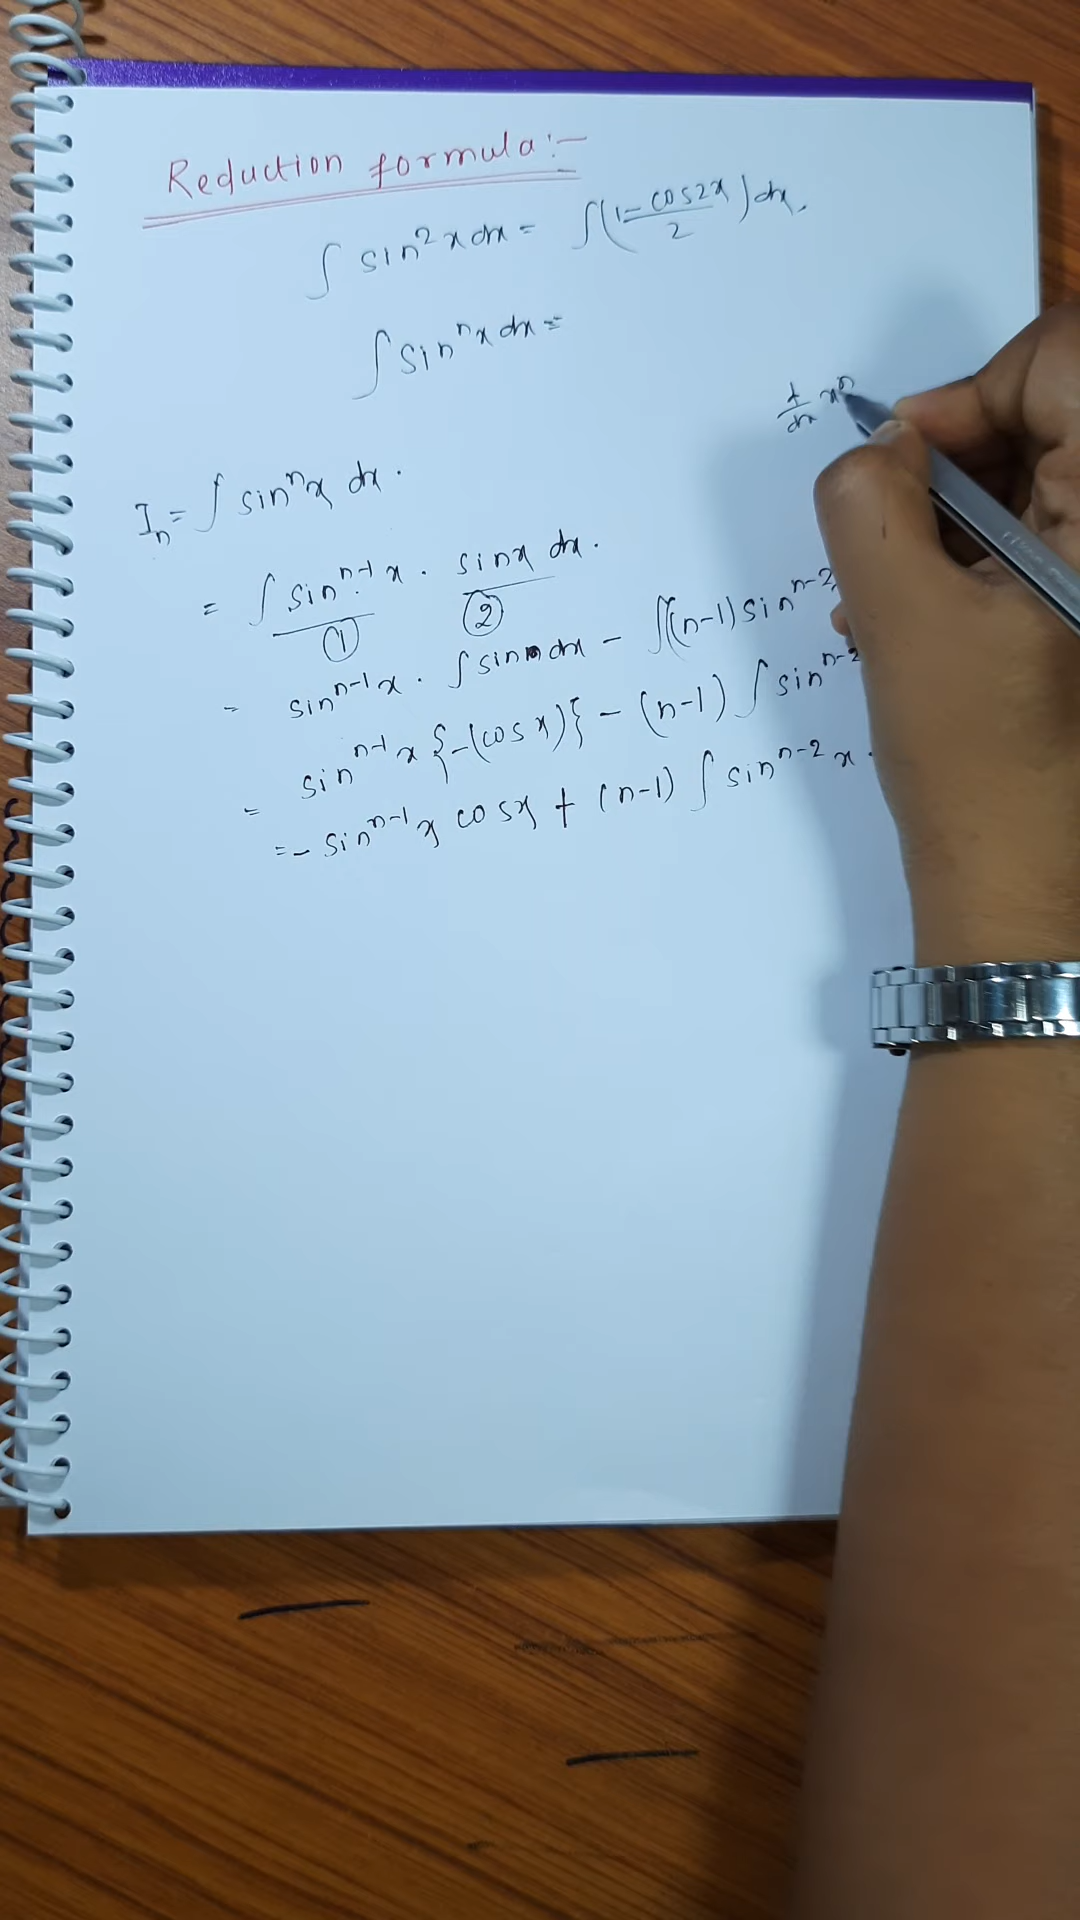 Reduction formula :-
∫ sin²x dx = ∫(1-cos2x / 2) dx.
∫ sinⁿx dx =
d/dx xⁿ
Iₙ = ∫ sinⁿx dx.
= ∫ sinⁿ⁻¹x . sinx dx.
① ②
= sinⁿ⁻¹x . ∫ sinx dx - ∫(n-1) sinⁿ⁻²
= sinⁿ⁻¹x {-(cosx)} - (n-1) ∫ sinⁿ⁻²
= - sinⁿ⁻¹x cosx + (n-1) ∫ sinⁿ⁻²x .